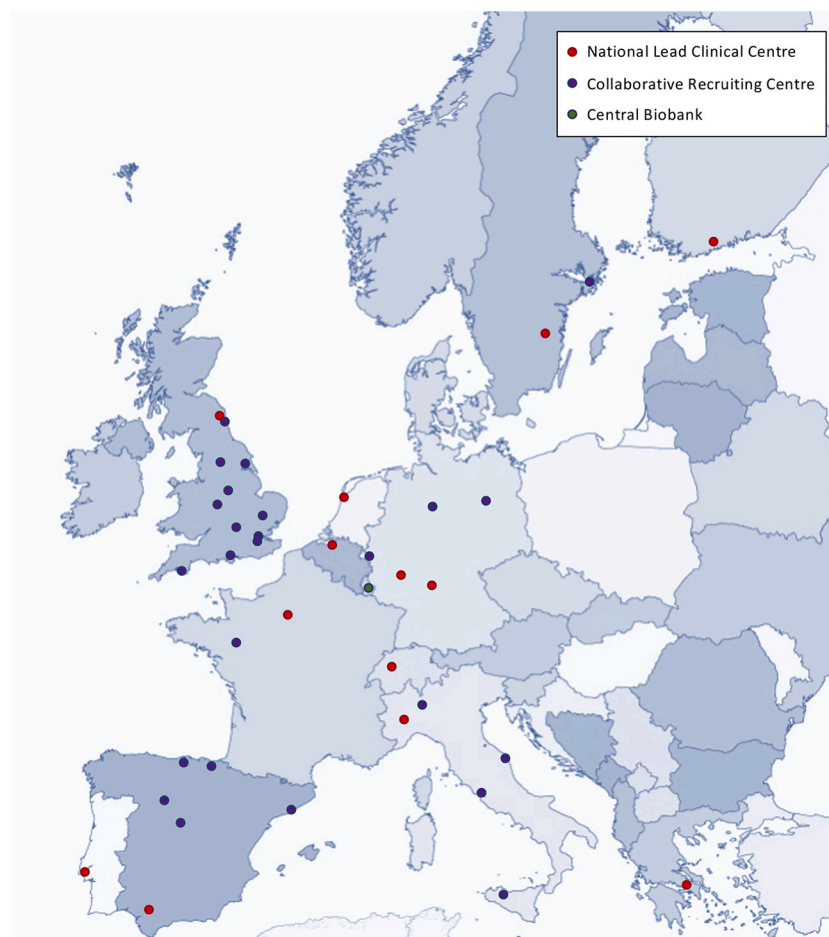 National Lead Clinical Centre
Collaborative Recruiting Centre
Central Biobank